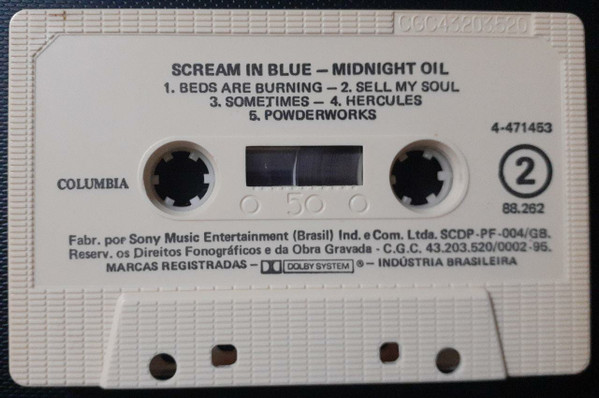 CGC43203520
SCREAM IN BLUE – MIDNIGHT OIL
1. BEDS ARE BURNING – 2. SELL MY SOUL
3. SOMETIMES – 4. HERCULES
5. POWDERWORKS
4-471453
2
COLUMBIA
50
88.262
Fabr. por Sony Music Entertainment (Brasil) Ind. e Com. Ltda. SCDP-PF-004/GB.
Reserv. os Direitos Fonográficos e da Obra Gravada - C.G.C. 43.203.520/0002-95.
MARCAS REGISTRADAS – DOLBY SYSTEM ® – INDÚSTRIA BRASILEIRA